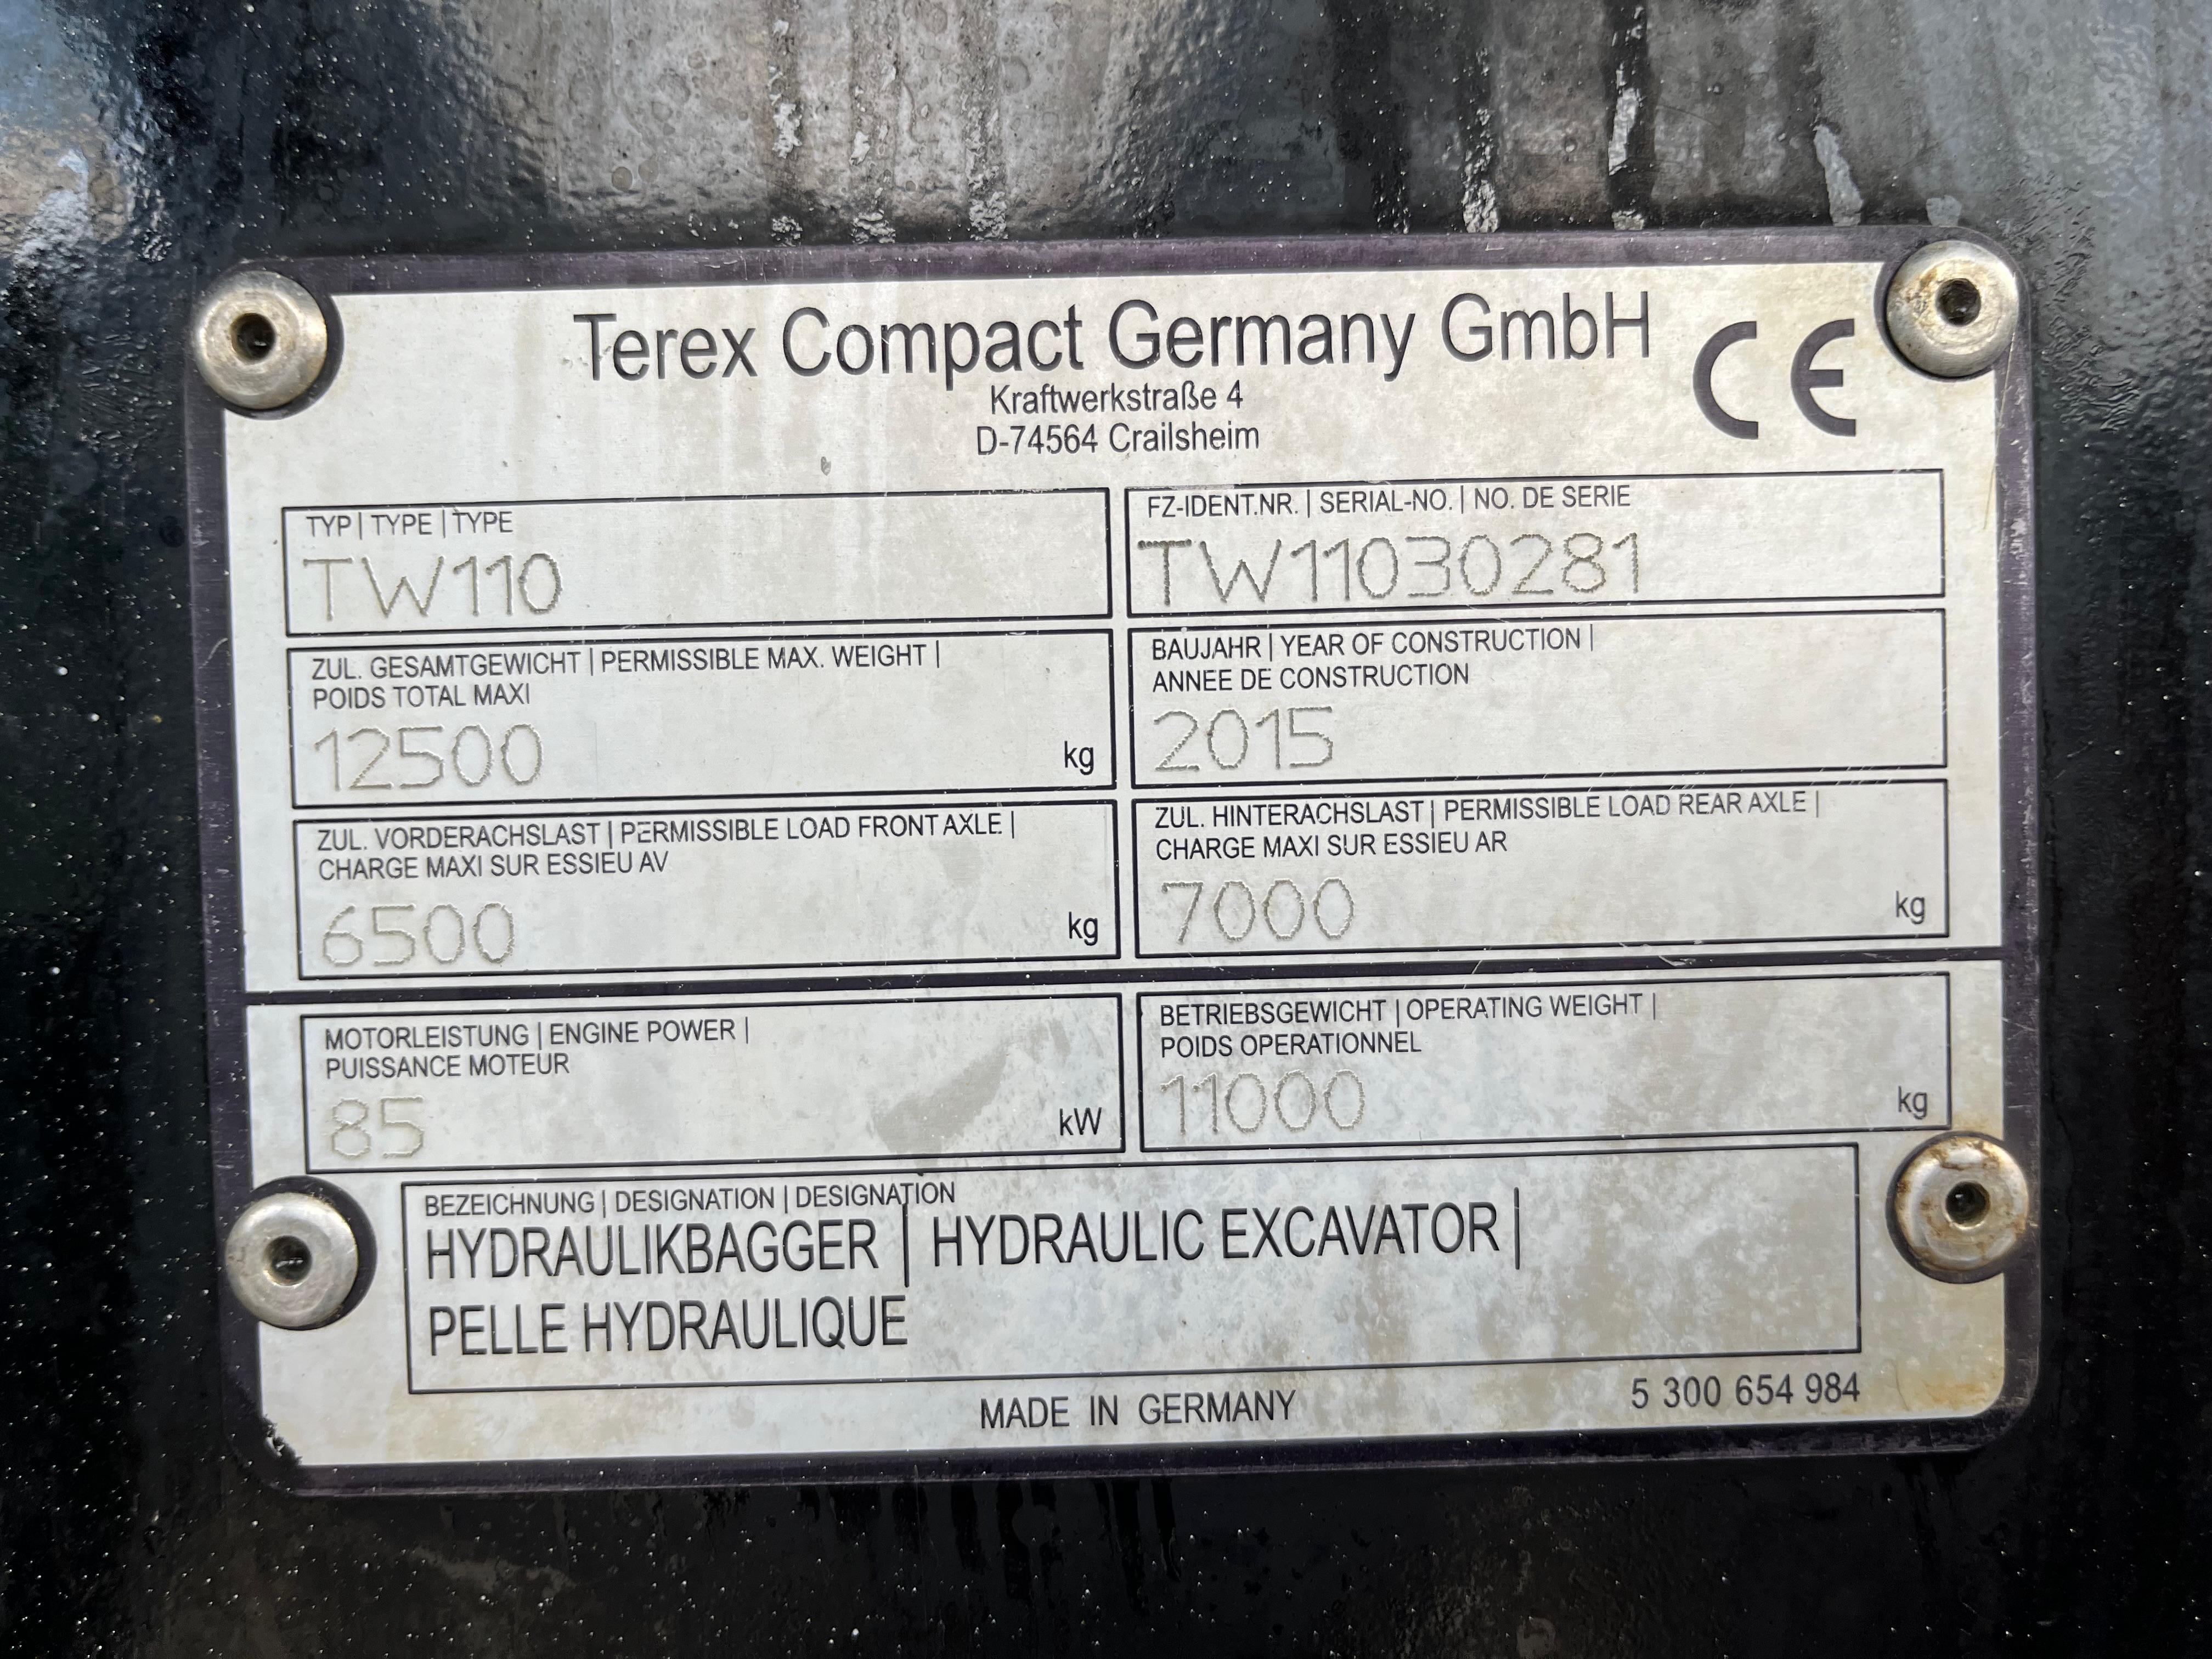 Terex Compact Germany GmbH
CE
Kraftwerkstraße 4
D-74564 Crailsheim
TYP | TYPE | TYPE
TW110
FZ-IDENT.NR. | SERIAL-NO. | NO. DE SERIE
TW11030281
ZUL. GESAMTGEWICHT | PERMISSIBLE MAX. WEIGHT |
POIDS TOTAL MAXI
12500 kg
BAUJAHR | YEAR OF CONSTRUCTION |
ANNEE DE CONSTRUCTION
2015
ZUL. VORDERACHSLAST | PERMISSIBLE LOAD FRONT AXLE |
CHARGE MAXI SUR ESSIEU AV
6500 kg
ZUL. HINTERACHSLAST | PERMISSIBLE LOAD REAR AXLE |
CHARGE MAXI SUR ESSIEU AR
7000 kg
MOTORLEISTUNG | ENGINE POWER |
PUISSANCE MOTEUR
85 kW
BETRIEBSGEWICHT | OPERATING WEIGHT |
POIDS OPERATIONNEL
11000 kg
BEZEICHNUNG | DESIGNATION | DESIGNATION
HYDRAULIKBAGGER | HYDRAULIC EXCAVATOR |
PELLE HYDRAULIQUE
MADE IN GERMANY
5 300 654 984